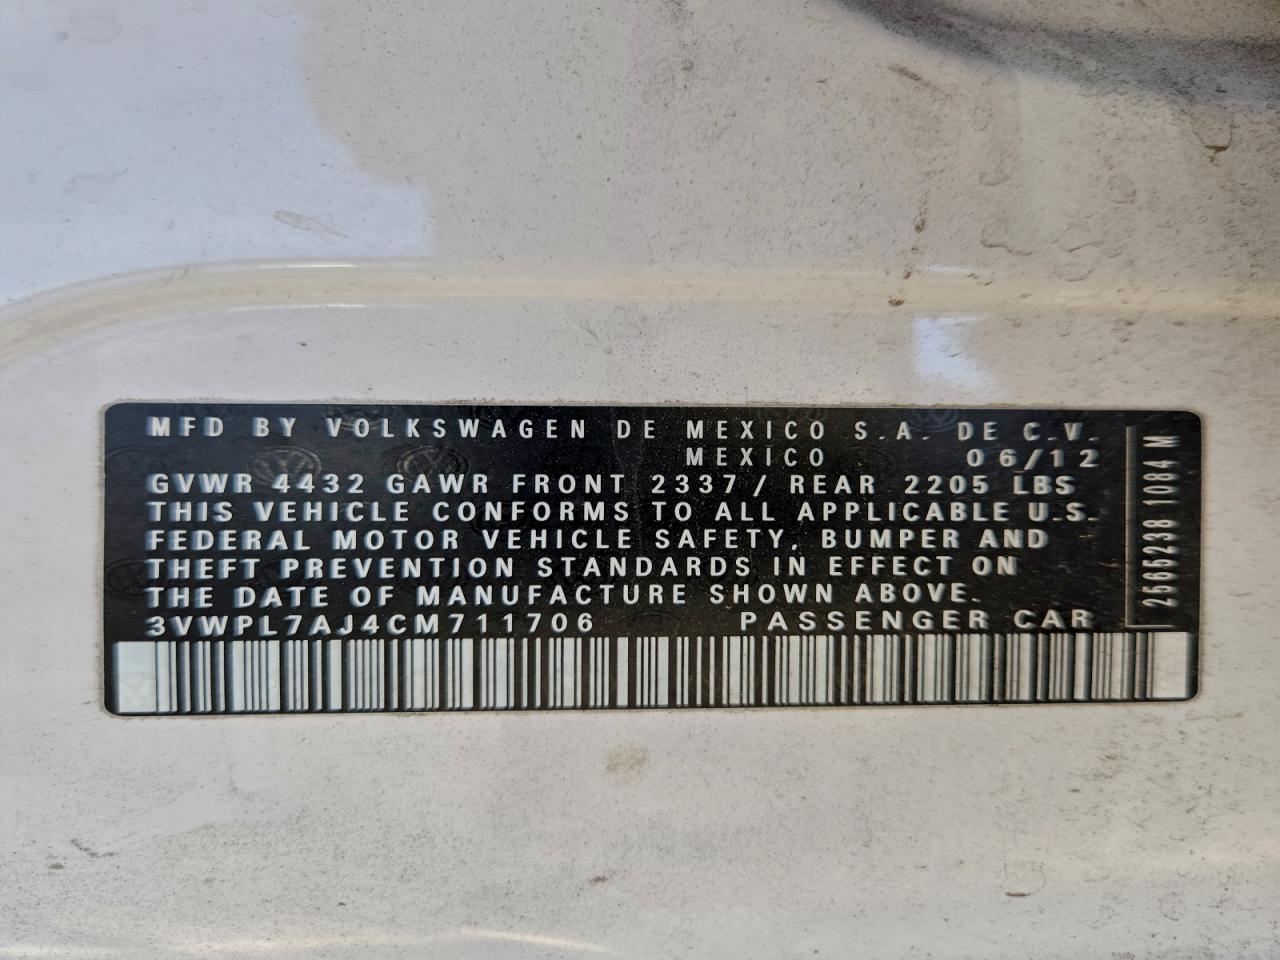 MFD BY VOLKSWAGEN DE MEXICO S.A. DE C.V.
MEXICO 06/12
GVWR 4432 GAWR FRONT 2337/ REAR 2205 LBS
THIS VEHICLE CONFORMS TO ALL APPLICABLE U.S.
FEDERAL MOTOR VEHICLE SAFETY, BUMPER AND
THEFT PREVENTION STANDARDS IN EFFECT ON
THE DATE OF MANUFACTURE SHOWN ABOVE.
3VWPL7AJ4CM711706 PASSENGER CAR
2565238 1084 M